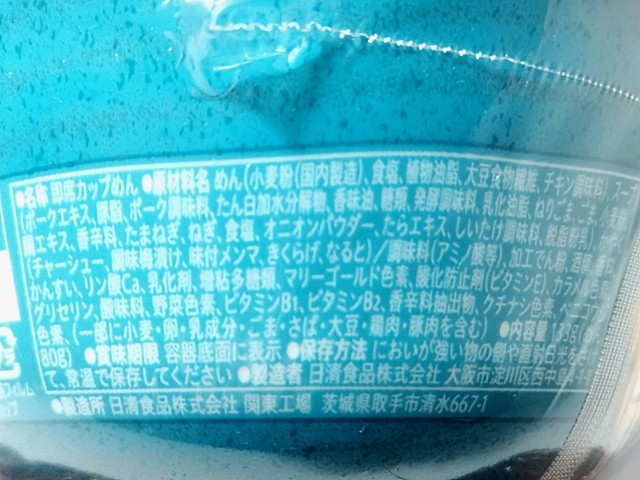 ●名称 即席カップめん ●原材料名 めん(小麦粉(国内製造)、食塩、植物油脂、大豆食物繊維、チキン調味料)、スープ
(ポークエキス、豚脂、ポーク調味料、たん白加水分解物、香味油、糖類、発酵調味料、乳化油脂、ねりごま、ごま、
エキス、香辛料、たまねぎ、ねぎ、食塩、オニオンパウダー、たらエキス、しいたけ調味料、脱脂粉乳)、かやく
(チャーシュー、調味梅漬け、味付メンマ、きくらげ、なると)/調味料(アミノ酸等)、加工でん粉、酒精、
かんすい、リン酸Ca、乳化剤、増粘多糖類、マリーゴールド色素、酸化防止剤(ビタミンE)、カラメル
グリセリン、酸味料、野菜色素、ビタミンB1、ビタミンB2、香辛料抽出物、クチナシ色素、ベニコウジ
色素、(一部に小麦・卵・乳成分・ごま・さば・大豆・鶏肉・豚肉を含む) ●内容量
80g) ●賞味期限 容器底面に表示 ●保存方法 においが強い物の側や直射日光を
て、常温で保存してください ●製造者 日清食品株式会社 大阪市淀川区西中島
●製造所 日清食品株式会社 関東工場 茨城県取手市清水667-1
フィルム
カップ